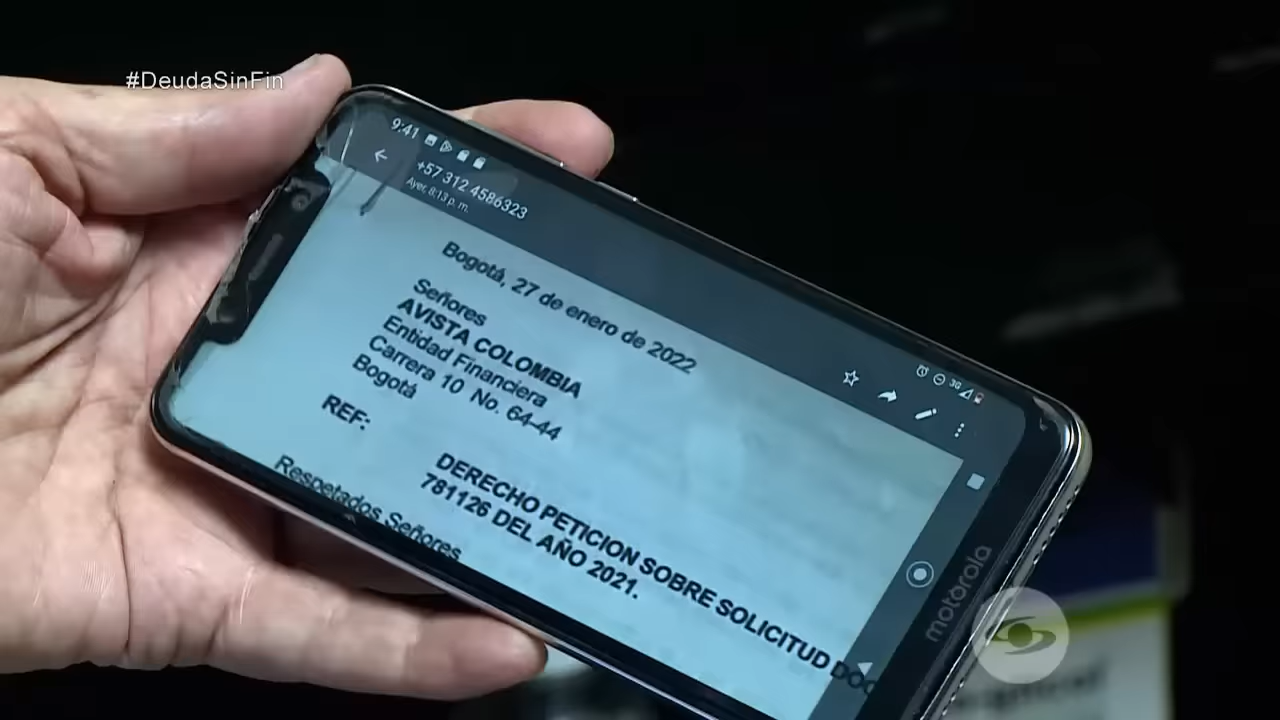 #DeudaSinFin
9:41
3G
+57 312 4586323
Ayer, 8:13 p. m.
Bogotá, 27 de enero de 2022
Señores
AVISTA COLOMBIA
Entidad Financiera
Carrera 10 No. 64-44
Bogotá
REF:
DERECHO PETICION SOBRE SOLICITUD DOC
781126 DEL AÑO 2021.
Respetados Señores
motorola